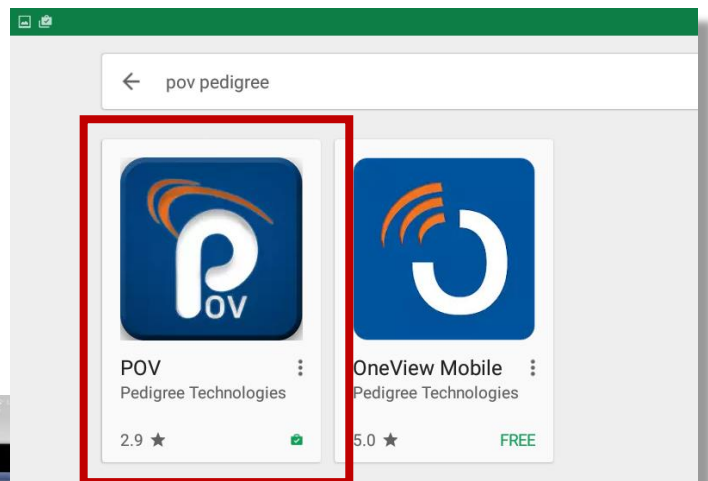 pov pedigree
POV
POV
Pedigree Technologies
2.9 ★
OneView Mobile
Pedigree Technologies
5.0 ★ FREE